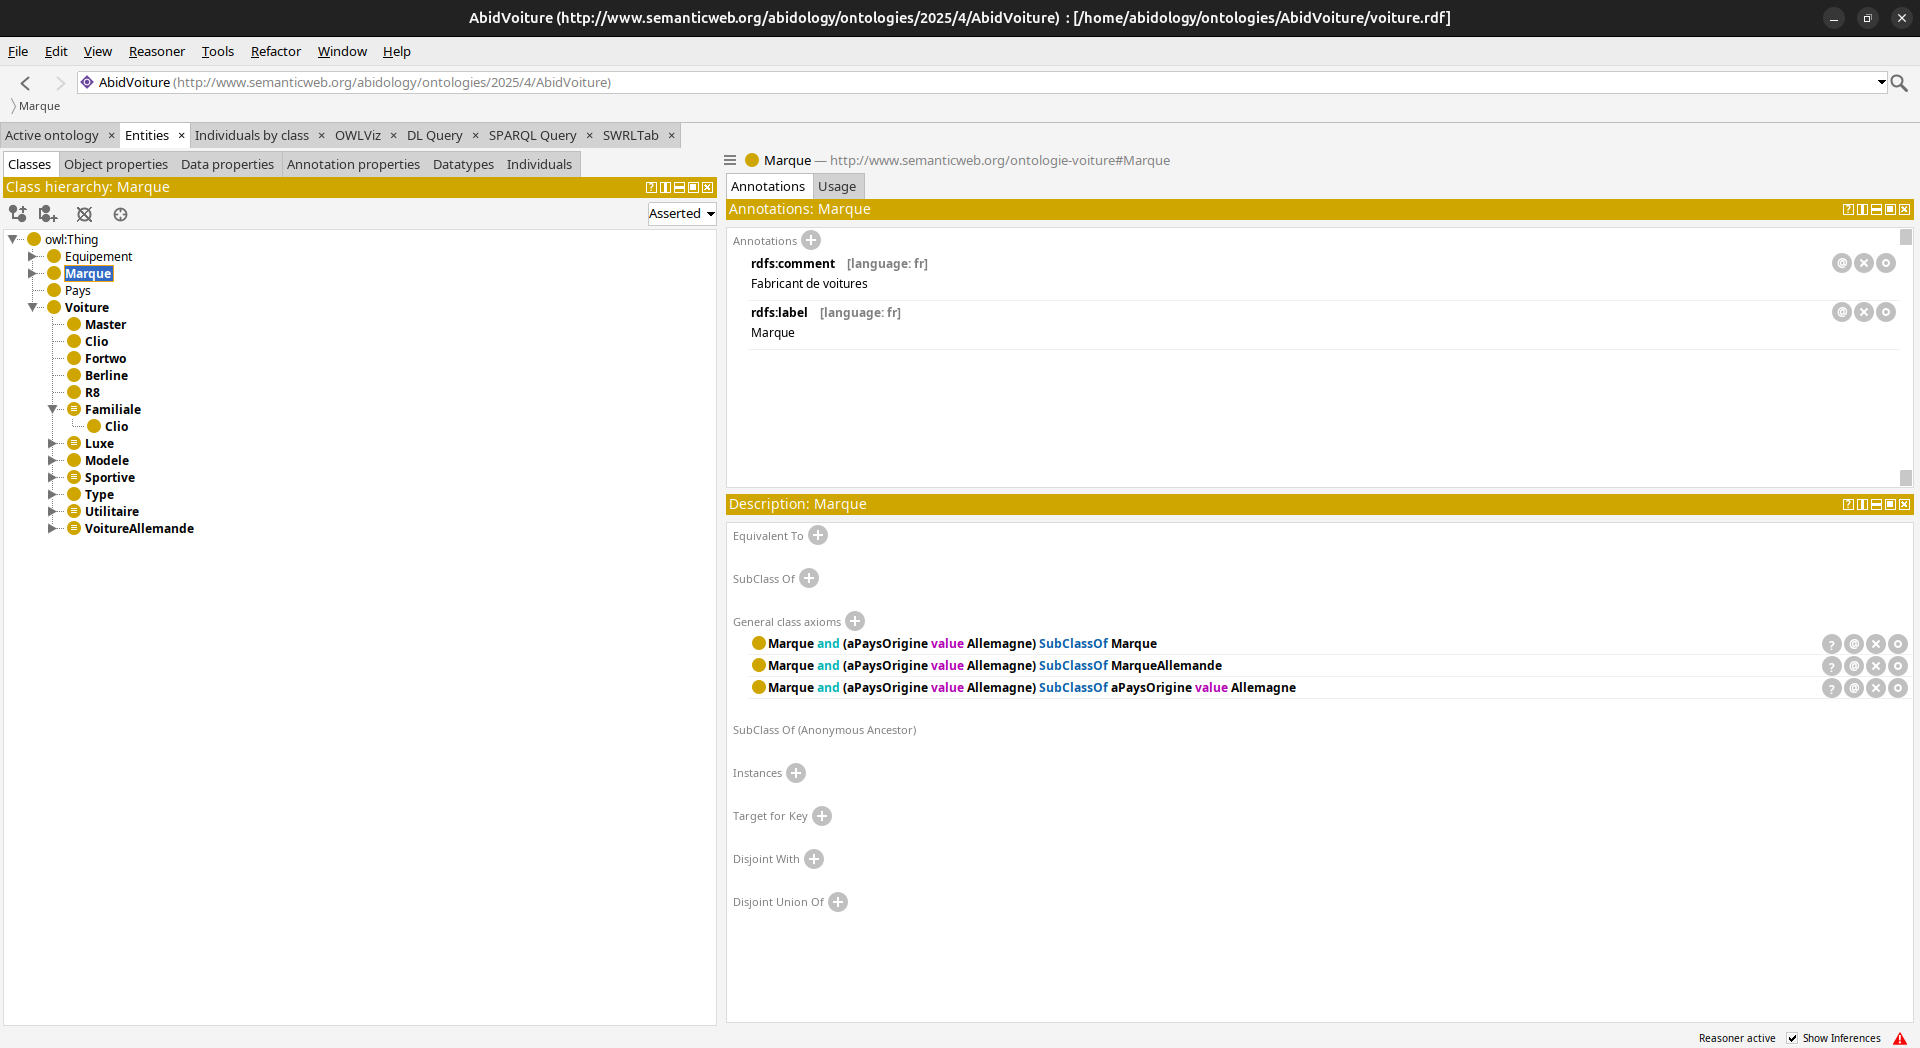 AbidVoiture (http://www.semanticweb.org/abidology/ontologies/2025/4/AbidVoiture)  : [/home/abidology/ontologies/AbidVoiture/voiture.rdf]
File Edit View Reasoner Tools Refactor Window Help
AbidVoiture (http://www.semanticweb.org/abidology/ontologies/2025/4/AbidVoiture)
Marque
Active ontology × Entities × Individuals by class × OWLViz × DL Query × SPARQL Query × SWRLTab ×
Classes Object properties Data properties Annotation properties Datatypes Individuals
Class hierarchy: Marque
Asserted
owl:Thing
Equipement
Marque
Pays
Voiture
Master
Clio
Fortwo
Berline
R8
Familiale
Clio
Luxe
Modele
Sportive
Type
Utilitaire
VoitureAllemande
Marque — http://www.semanticweb.org/ontologie-voiture#Marque
Annotations Usage
Annotations: Marque
Annotations
rdfs:comment [language: fr]
Fabricant de voitures
rdfs:label [language: fr]
Marque
Description: Marque
Equivalent To
SubClass Of
General class axioms
Marque and (aPaysOrigine value Allemagne) SubClassOf Marque
Marque and (aPaysOrigine value Allemagne) SubClassOf MarqueAllemande
Marque and (aPaysOrigine value Allemagne) SubClassOf aPaysOrigine value Allemagne
SubClass Of (Anonymous Ancestor)
Instances
Target for Key
Disjoint With
Disjoint Union Of
Reasoner active Show Inferences